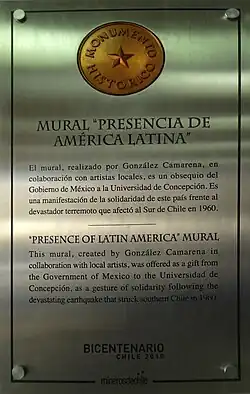 MONUMENTO
HISTORICO
MURAL "PRESENCIA DE
AMÉRICA LATINA"
El mural, realizado por González Camarena, en
colaboración con artistas locales, es un obsequio del
Gobierno de México a la Universidad de Concepción. Es
una manifestación de la solidaridad de este país frente al
devastador terremoto que afectó al Sur de Chile en 1960.
"PRESENCE OF LATIN AMERICA" MURAL
This mural, created by González Camarena in
collaboration with local artists, was offered as a gift from
the Government of Mexico to the Universidad de
Concepción, as a gesture of solidarity following the
devastating earthquake that struck southern Chile in
BICENTENARIO
CHILE 2010
minerosdechile